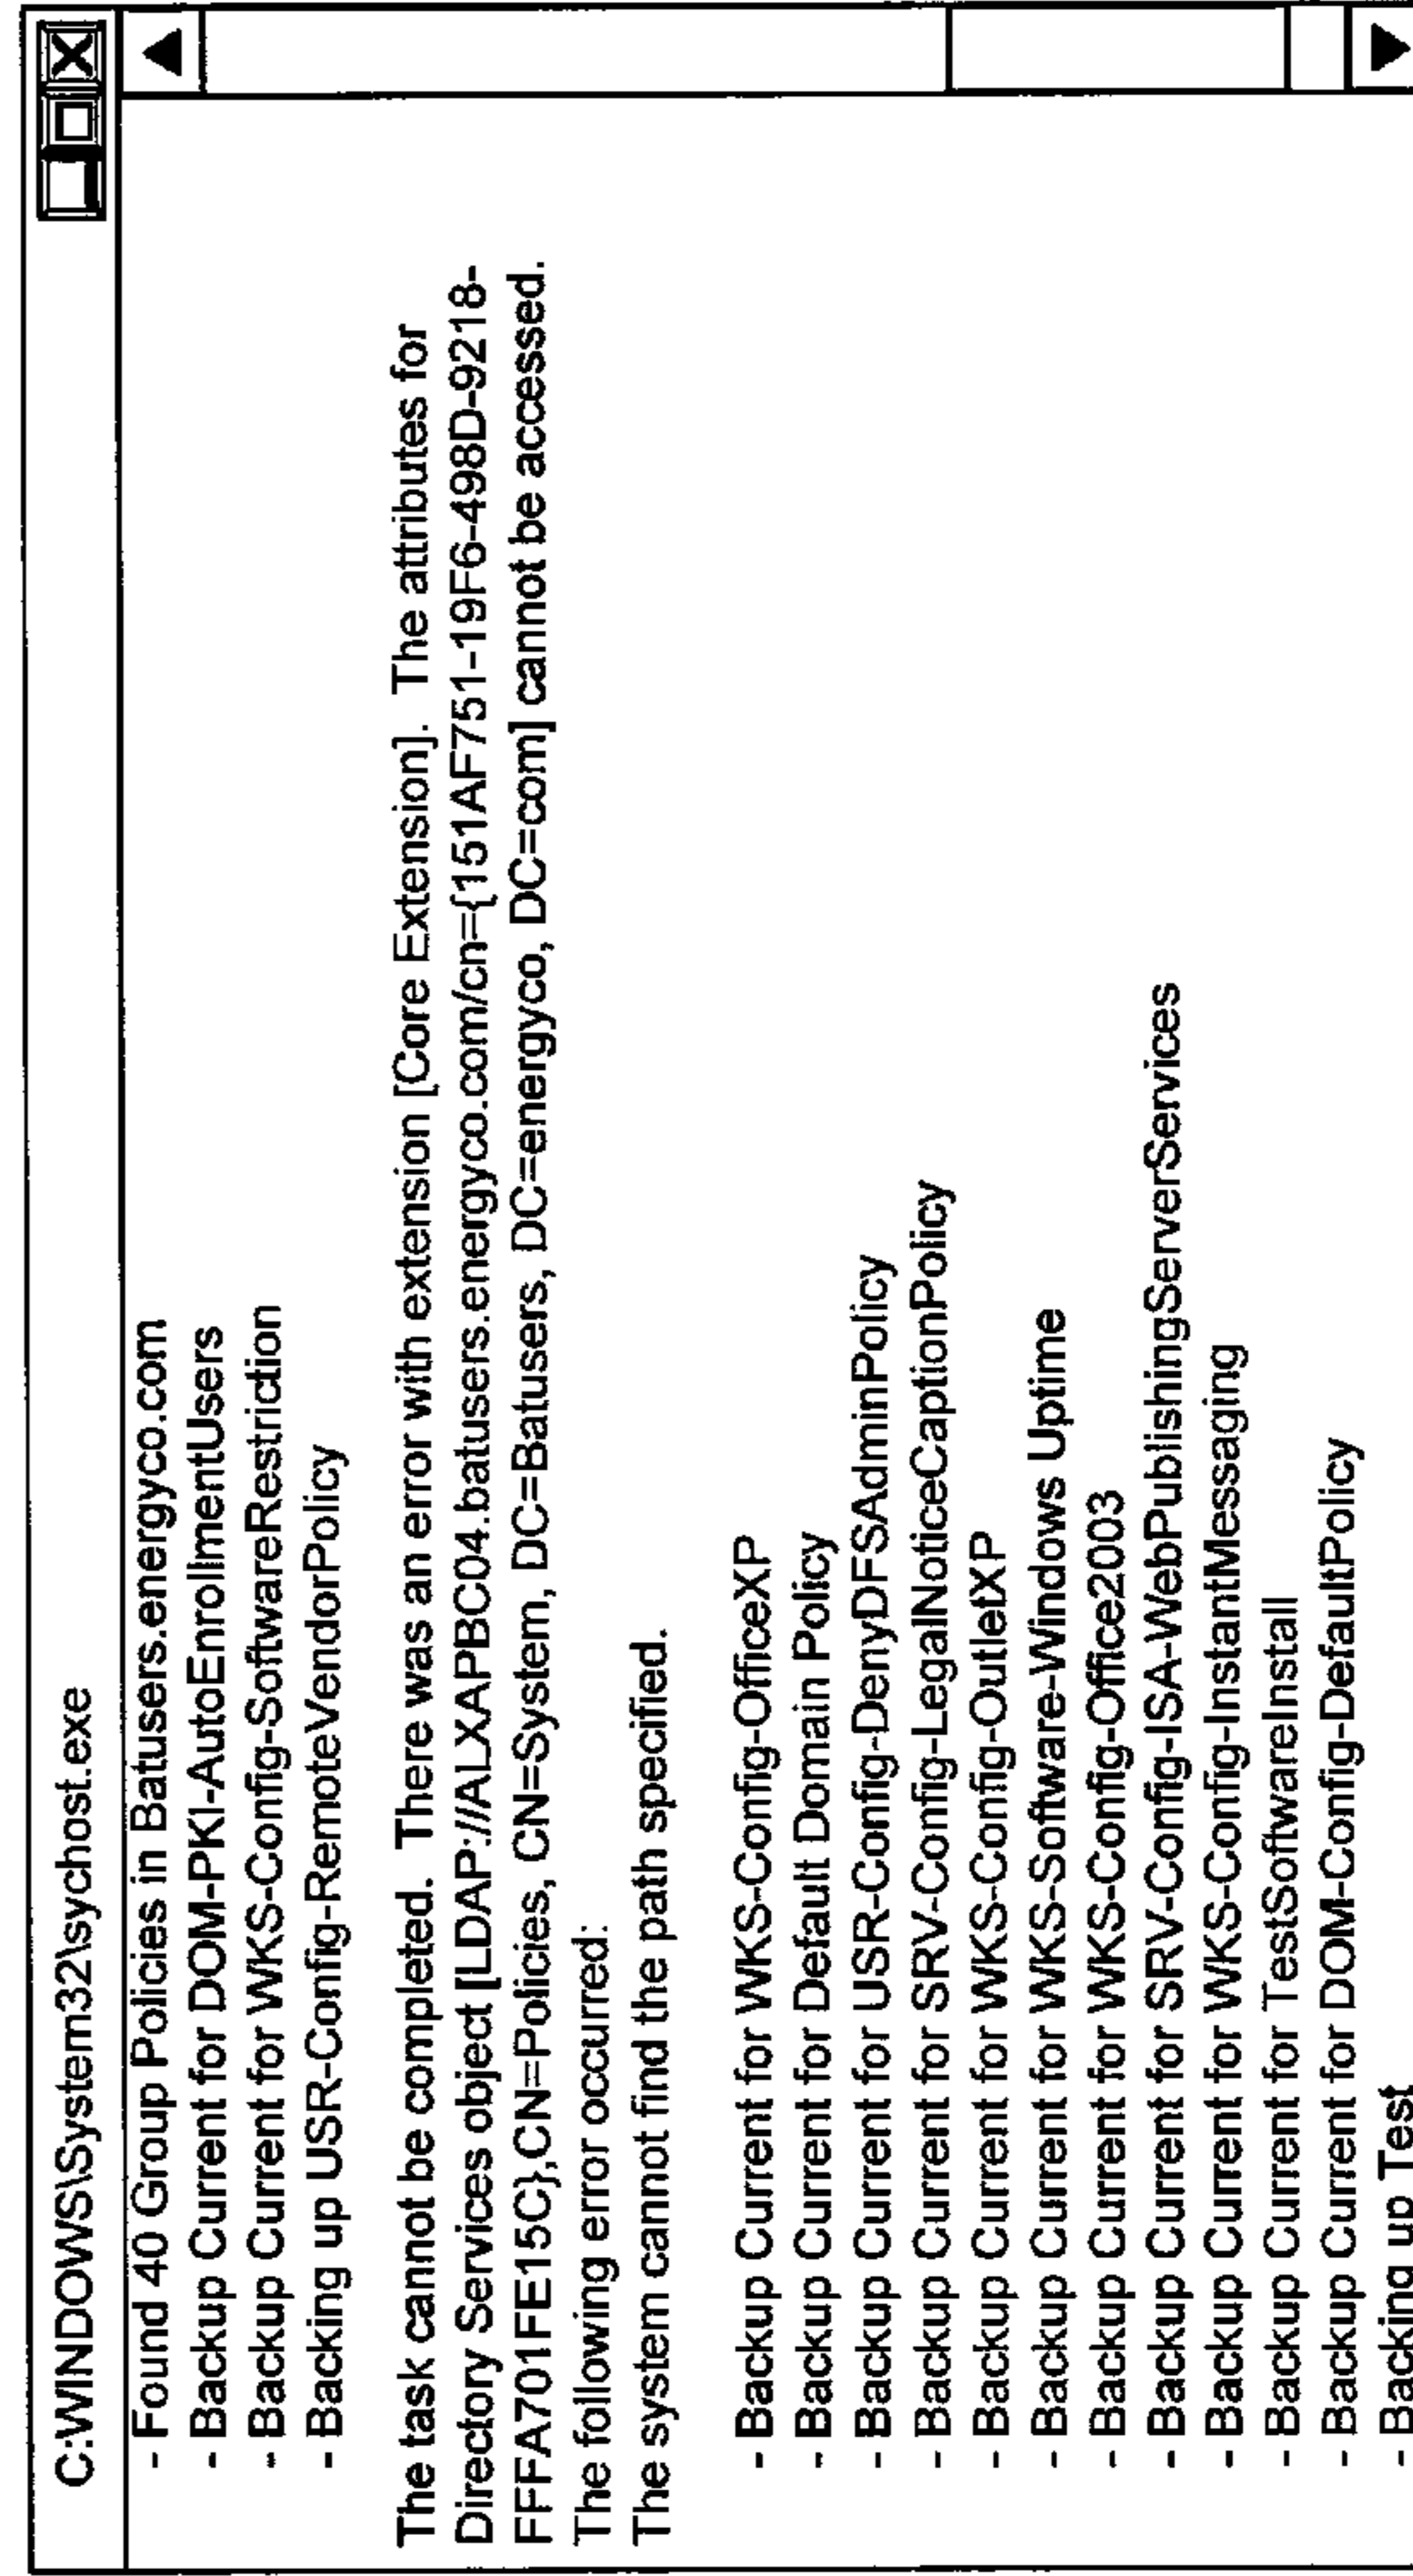 C:WINDOWS\System32\sychost.exe
- Found 40 Group Policies in Batusers.energyco.com
- Backup Current for DOM-PKI-AutoEnrollmentUsers
- Backup Current for WKS-Config-SoftwareRestriction
- Backing up USR-Config-RemoteVendorPolicy
The task cannot be completed. There was an error with extension [Core Extension]. The attributes for
Directory Services object [LDAP://ALXAPBC04.batusers.energyco.com/cn={151AF751-19F6-498D-9218-
FFFA701FE15C},CN=Policies, CN=System, DC=Batusers, DC=energyco, DC=com] cannot be accessed.
The following error occurred:
The system cannot find the path specified.
- Backup Current for WKS-Config-OfficeXP
- Backup Current for Default Domain Policy
- Backup Current for USR-Config-DenyDFSAdminPolicy
- Backup Current for SRV-Config-LegalNoticeCaptionPolicy
- Backup Current for WKS-Config-OutletXP
- Backup Current for WKS-Software-Windows Uptime
- Backup Current for WKS-Config-Office2003
- Backup Current for SRV-Config-ISA-WebPublishingServerServices
- Backup Current for WKS-Config-InstantMessaging
- Backup Current for TestSoftwareInstall
- Backup Current for DOM-Config-DefaultPolicy
- Backing up Test